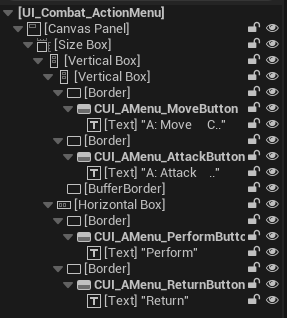 [UI_Combat_ActionMenu]
[Canvas Panel]
[Size Box]
[Vertical Box]
[Vertical Box]
[Border]
CUI_AMenu_MoveButton
[Text] "A: Move C.."
[Border]
CUI_AMenu_AttackButton
[Text] "A: Attack .."
[BufferBorder]
[Horizontal Box]
[Border]
CUI_AMenu_PerformButtc
[Text] "Perform"
[Border]
CUI_AMenu_ReturnButton
[Text] "Return"